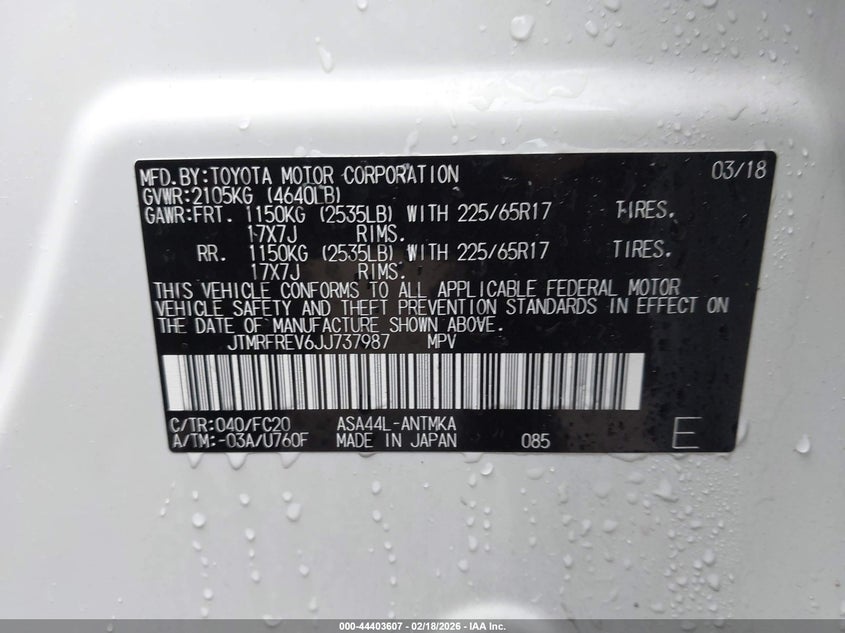 MFD.BY:TOYOTA MOTOR CORPORATION 03/18
GVWR:2105KG (4640LB)
GAWR:FRT. 1150KG (2535LB) WITH 225/65R17 TIRES.
17X7J RIMS.
RR. 1150KG (2535LB) WITH 225/65R17 TIRES.
17X7J RIMS.
THIS VEHICLE CONFORMS TO ALL APPLICABLE FEDERAL MOTOR
VEHICLE SAFETY AND THEFT PREVENTION STANDARDS IN EFFECT ON
THE DATE OF MANUFACTURE SHOWN ABOVE.
JTMRFREV6JJ737987 MPV
C/TR:040/FC20 ASA44L-ANTMKA
A/TM:-03A/U760F MADE IN JAPAN 085 E
000-44403607 - 02/18/2026 - IAA Inc.